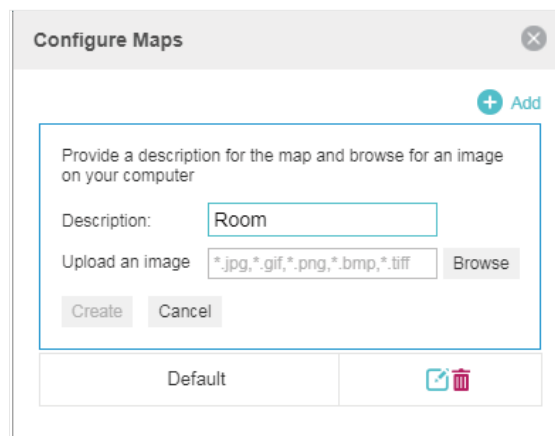 Configure Maps
Add
Provide a description for the map and browse for an image
on your computer
Description: Room
Upload an image *.jpg,*.gif,*.png,*.bmp,*.tiff Browse
Create Cancel
Default